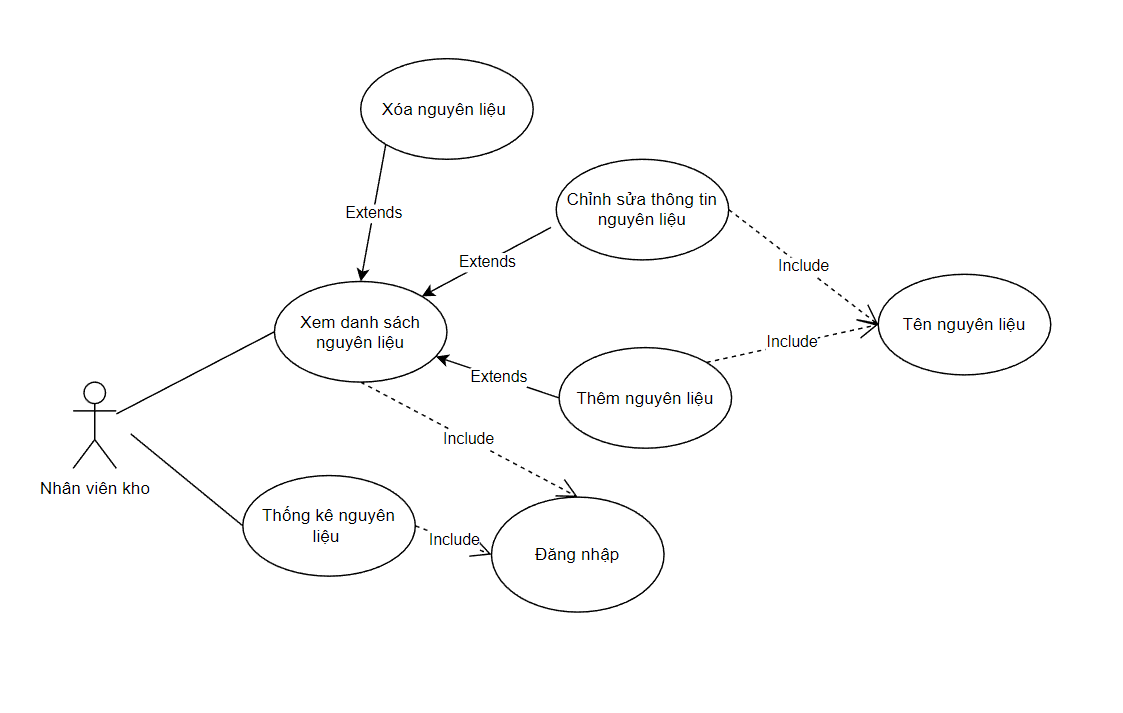 Xóa nguyên liệu
Chỉnh sửa thông tin
nguyên liệu
Extends
Extends
Include
Xem danh sách
nguyên liệu
Tên nguyên liệu
Include
Extends
Thêm nguyên liệu
Include
Nhân viên kho
Thống kê nguyên
liệu
Include
Đăng nhập